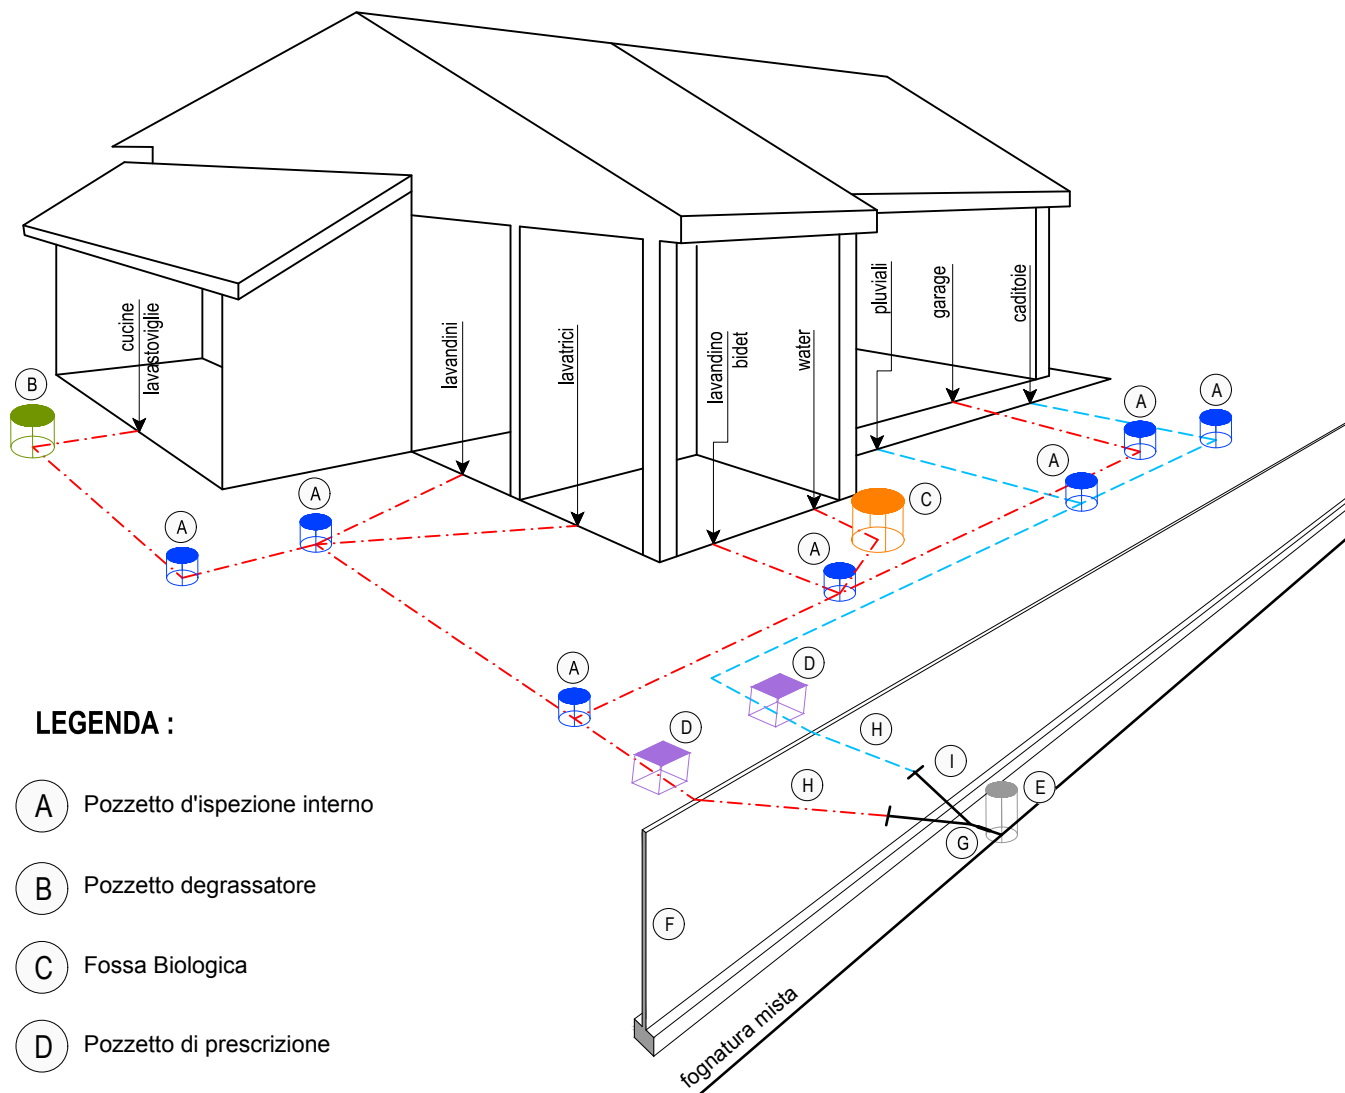 cucine
lavastoviglie
lavandini
lavatrici
lavandino
bidet
water
pluviali
garage
caditoie
B
A
A
A
A
A
C
A
A
D
D
H
H
I
E
G
F
fognatura mista
LEGENDA :
A Pozzetto d'ispezione interno
B Pozzetto degrassatore
C Fossa Biologica
D Pozzetto di prescrizione